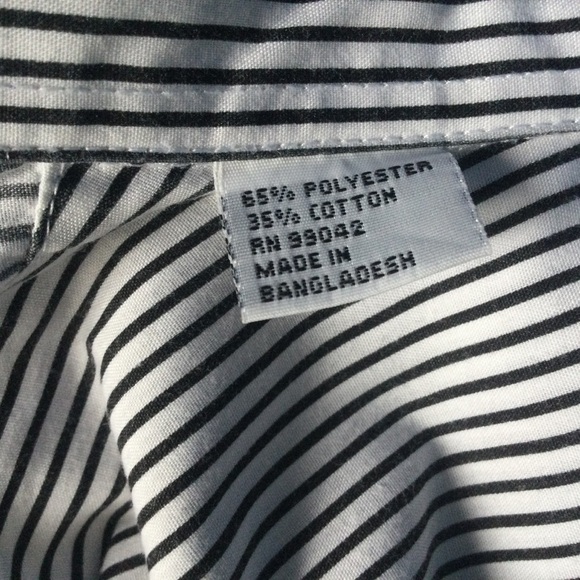 65% POLYESTER
35% COTTON
RN 99042
MADE IN
BANGLADESH